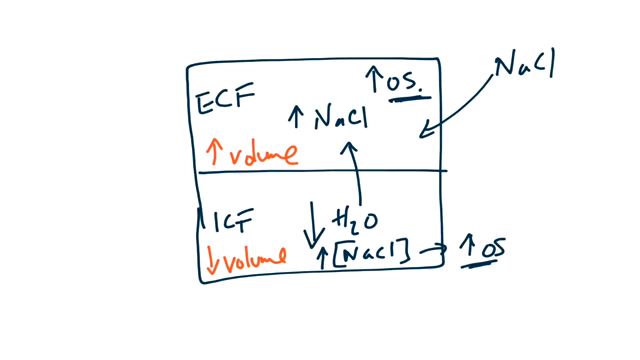 NaCl
↑ os.
ECF
↑ NaCl
↑ volume
ICF
↓ H₂O
↓ volume
↑ [NaCl] → ↑ os